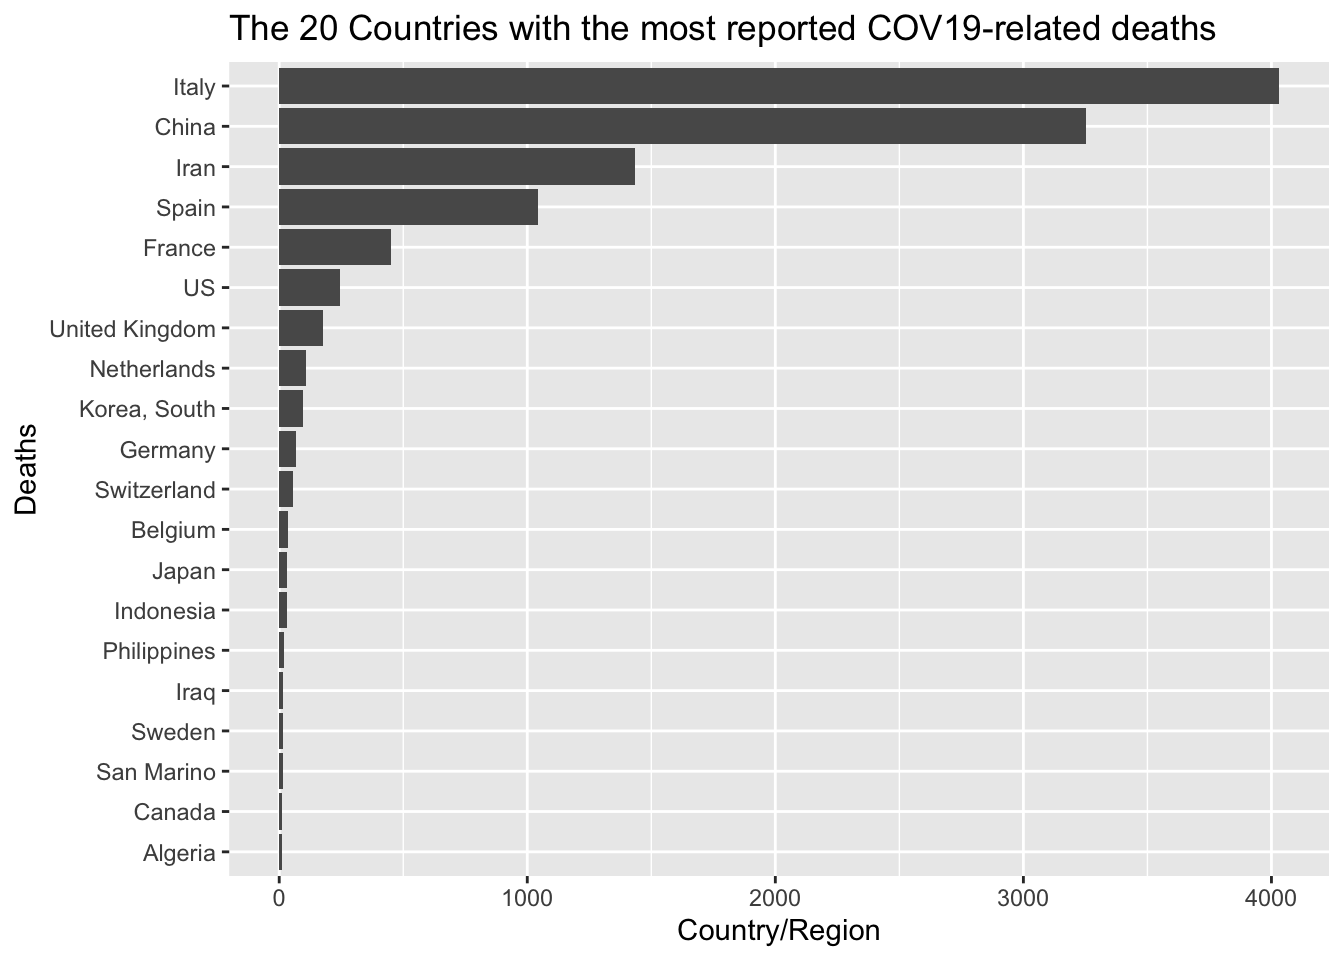 The 20 Countries with the most reported COV19-related deaths
Italy
China
Iran
Spain
France
US
United Kingdom
Netherlands
Korea, South
Germany
Switzerland
Belgium
Japan
Indonesia
Philippines
Iraq
Sweden
San Marino
Canada
Algeria
Deaths
0 1000 2000 3000 4000
Country/Region